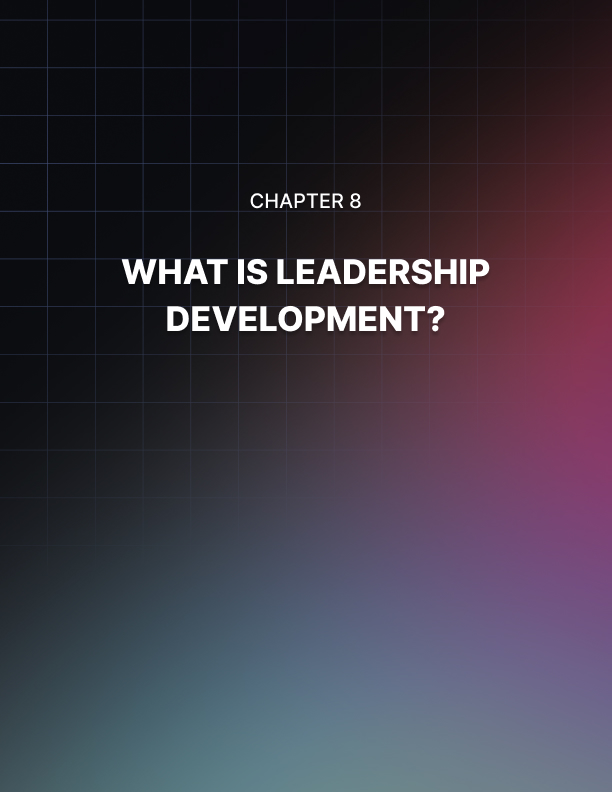 CHAPTER 8
WHAT IS LEADERSHIP
DEVELOPMENT?